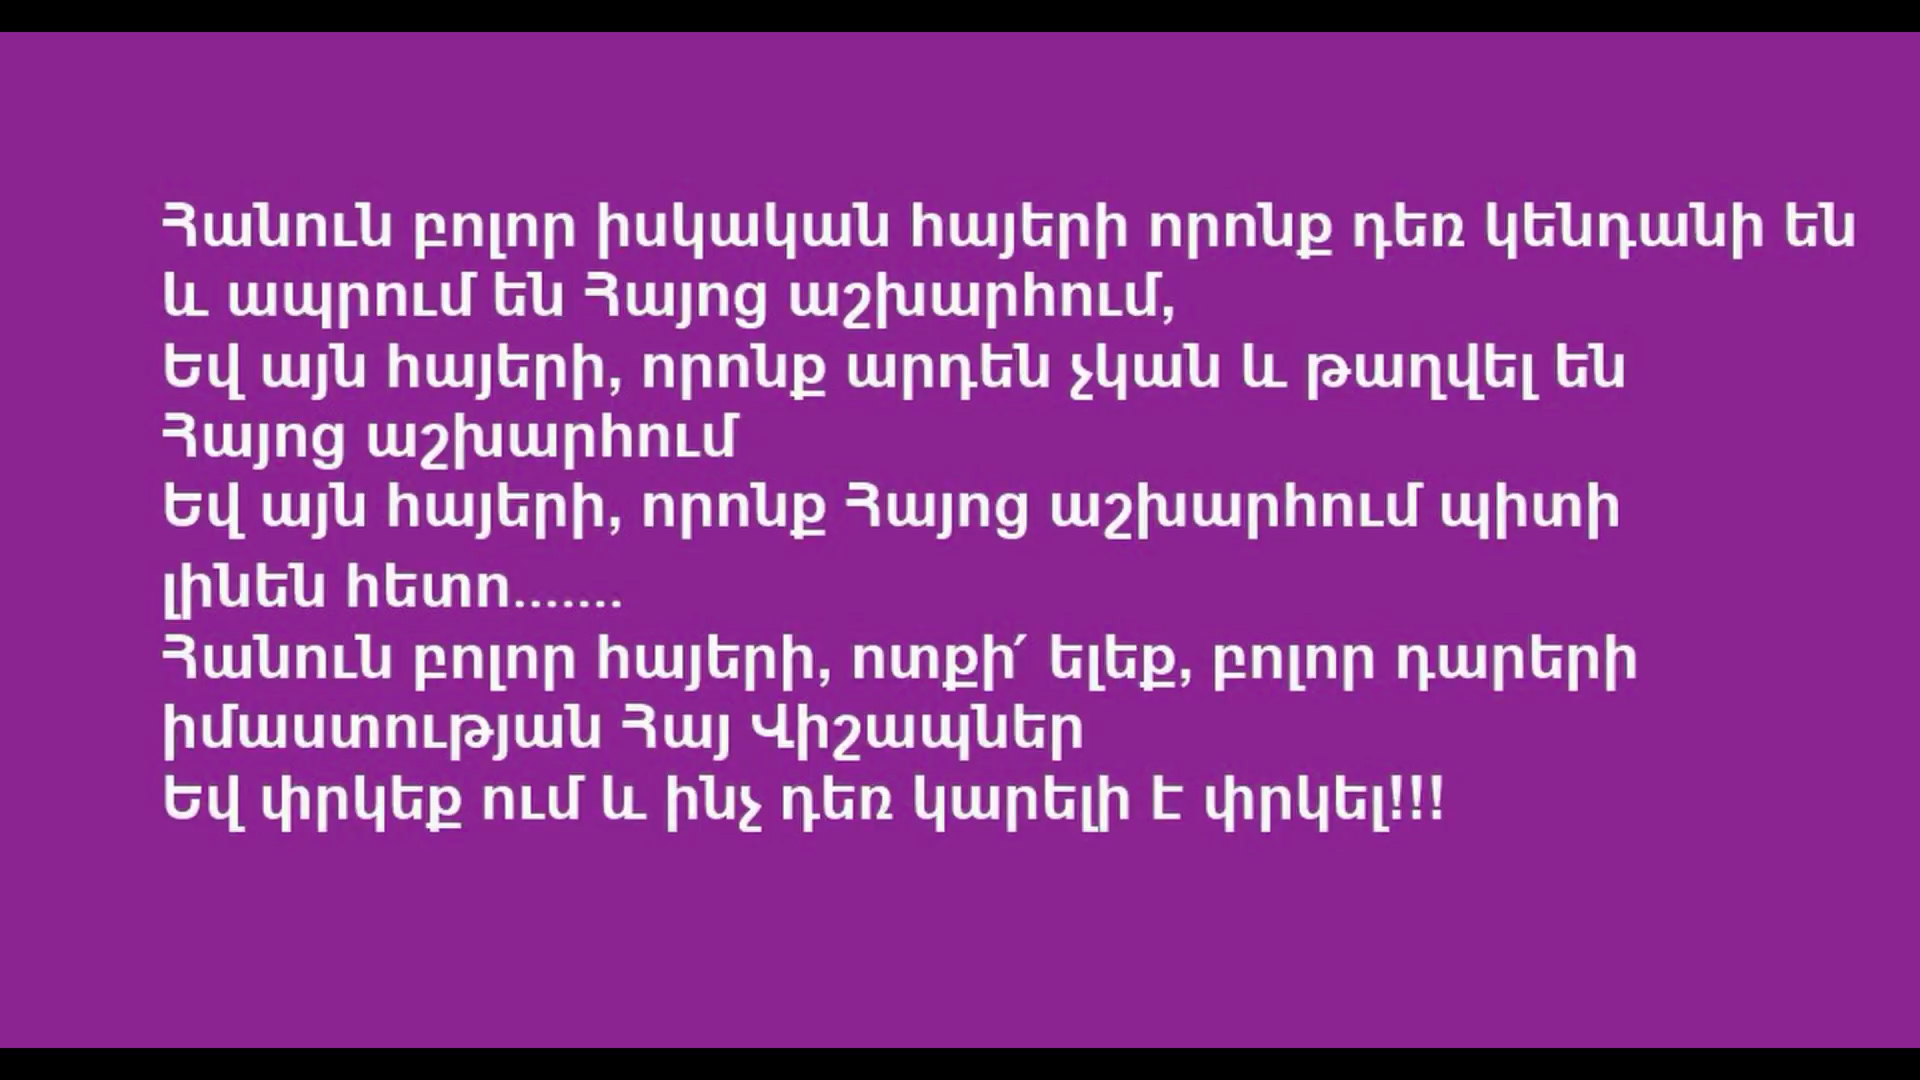 Հանուն բոլոր իսկական հայերի որոնք դեռ կենդանի են
և ապրում են Հայոց աշխարհում,
Եվ այն հայերի, որոնք արդեն չկան և թաղվել են
Հայոց աշխարհում
Եվ այն հայերի, որոնք Հայոց աշխարհում պիտի
լինեն հետո.......
Հանուն բոլոր հայերի, ոտքի՛ ելեք, բոլոր դարերի
իմաստության Հայ Վիշապներ
Եվ փրկեք ում և ինչ դեռ կարելի է փրկել!!!